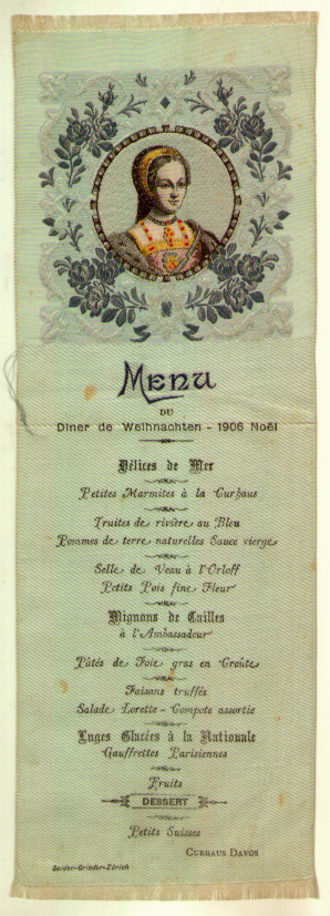 Menu
DU
Diner de Weihnachten - 1906 Noël
Délices de Mer
Petites Marmites à la Curhaus
Truites de rivière au Bleu
Pommes de terre naturelles Sauce vierge
Selle de Veau à l'Orloff
Petits Pois fine Fleur
Mignons de Cailles
à l'Ambassadeur
Pâtés de Foie gras en Croûte
Faisans truffés
Salade Lorette - Compote assortie
Luges Glacées à la Nationale
Gauffrettes Parisiennes
Fruits
DESSERT
Petits Suisses
CURHAUS DAVOS
Seiden-Grieder-Zürich